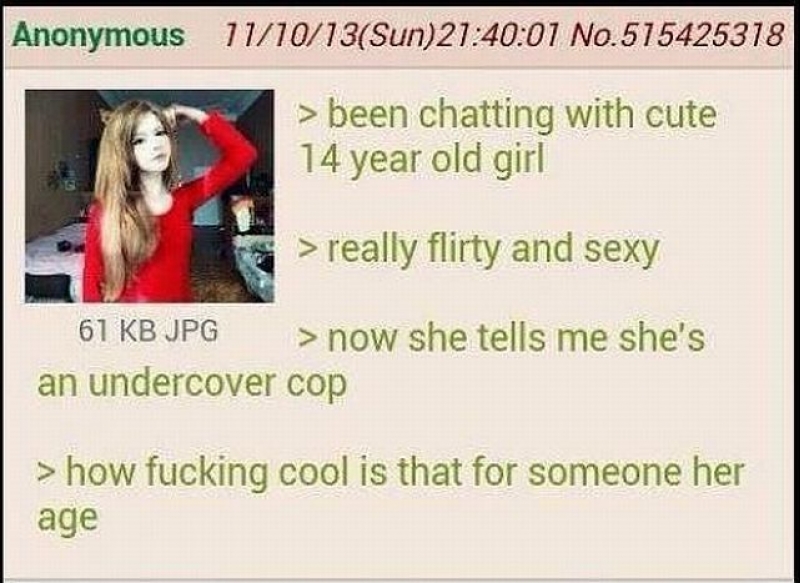 Anonymous 11/10/13(Sun)21:40:01 No.515425318
> been chatting with cute
14 year old girl
> really flirty and sexy
61 KB JPG
> now she tells me she's
an undercover cop
> how fucking cool is that for someone her
age